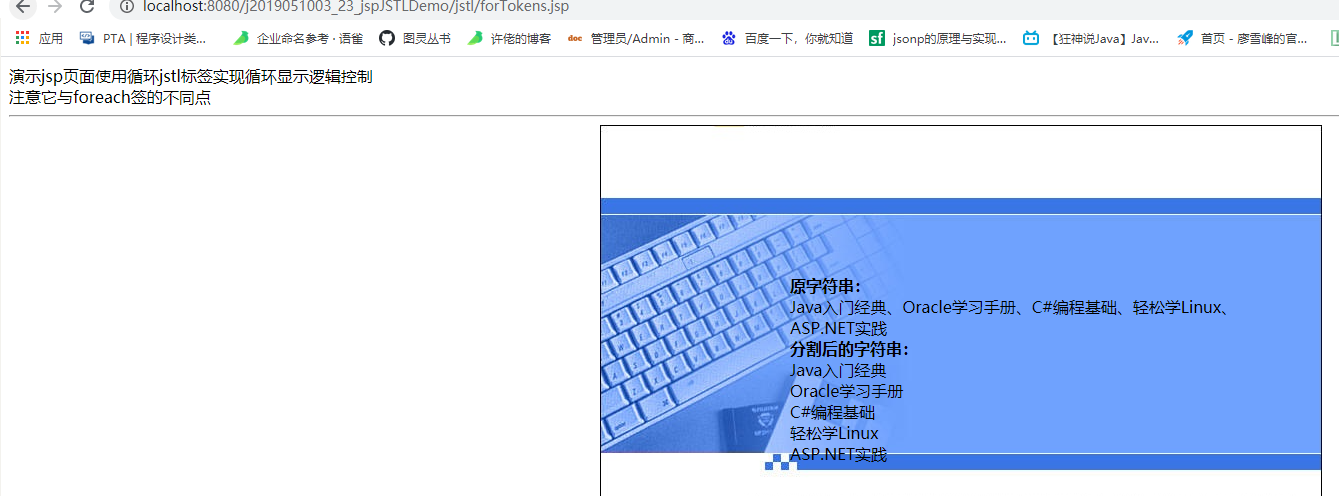 localhost:8080/j2019051003_23_jspJSTLDemo/jstl/forTokens.jsp
应用 PTA | 程序设计类... 企业命名参考 · 语雀 图灵丛书 许佬的博客 管理员/Admin - 商... 百度一下，你就知道 jsonp的原理与实现... 【狂神说Java】Jav... 首页 - 廖雪峰的官...
演示jsp页面使用循环jstl标签实现循环显示逻辑控制
注意它与foreach签的不同点
原字符串：
Java入门经典、Oracle学习手册、C#编程基础、轻松学Linux、
ASP.NET实践
分割后的字符串：
Java入门经典
Oracle学习手册
C#编程基础
轻松学Linux
ASP.NET实践